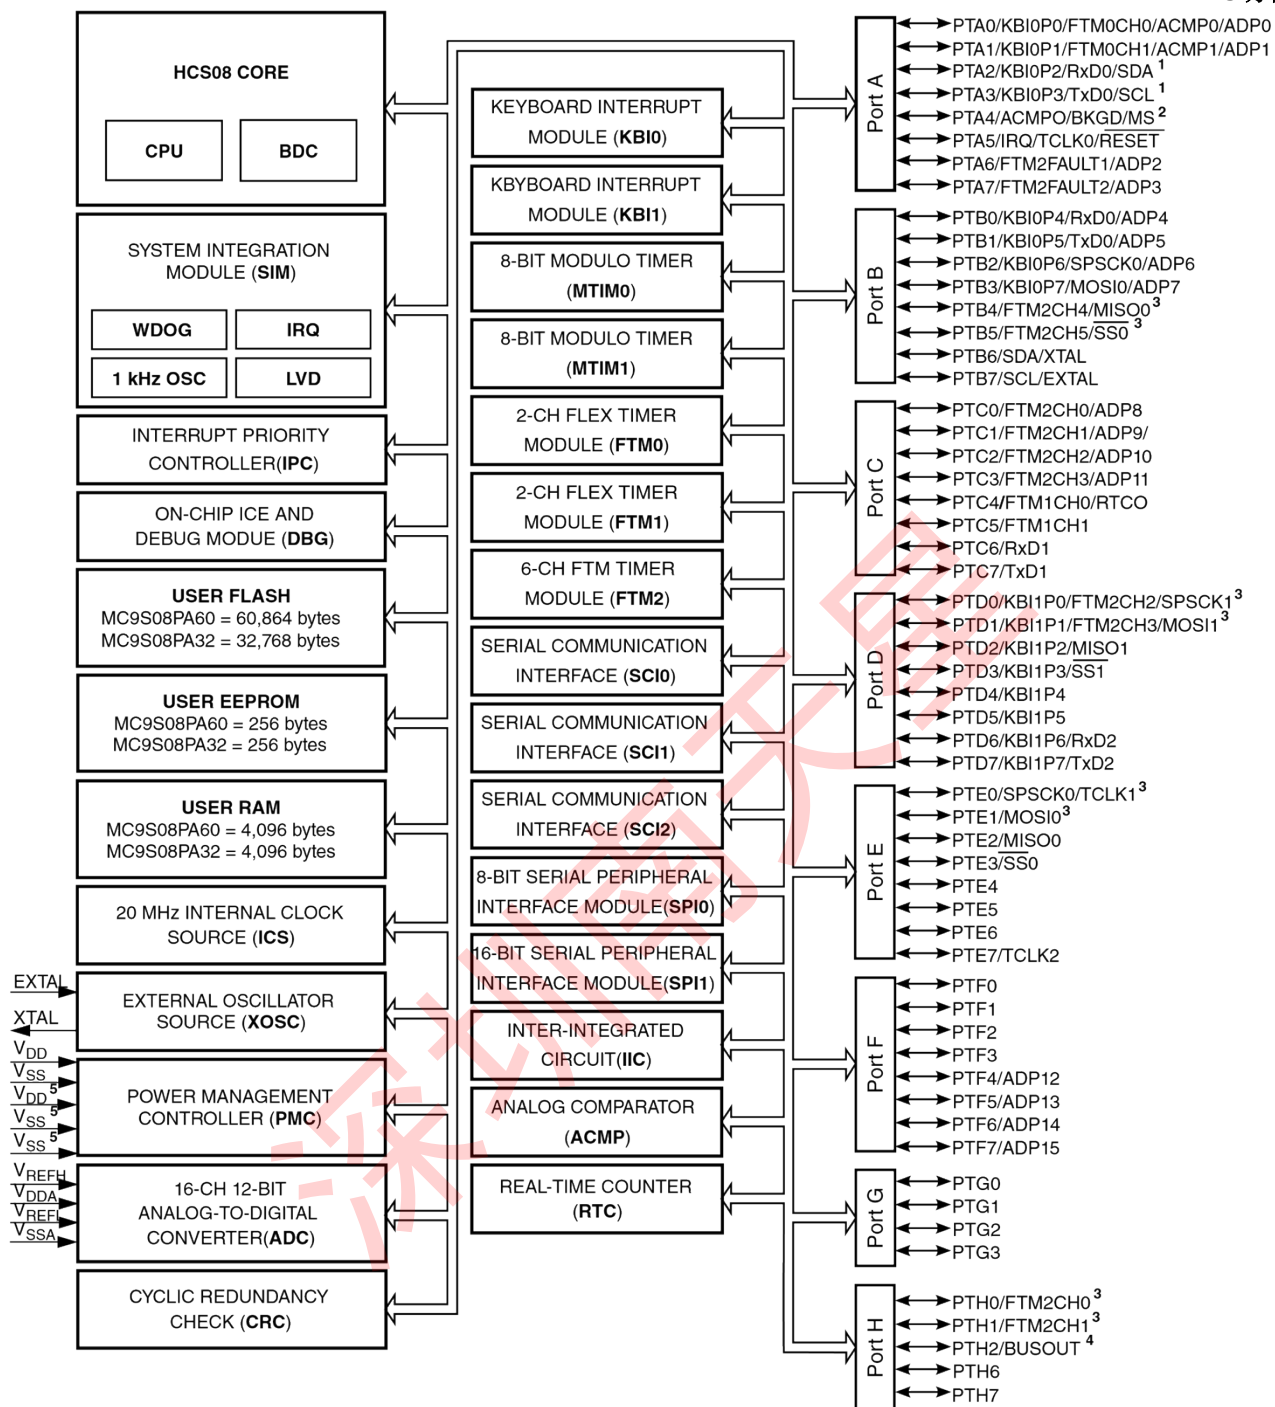 HCS08 CORE
CPU
BDC
SYSTEM INTEGRATION
MODULE (SIM)
WDOG
IRQ
1 kHz OSC
LVD
INTERRUPT PRIORITY
CONTROLLER(IPC)
ON-CHIP ICE AND
DEBUG MODUE (DBG)
USER FLASH
MC9S08PA60 = 60,864 bytes
MC9S08PA32 = 32,768 bytes
USER EEPROM
MC9S08PA60 = 256 bytes
MC9S08PA32 = 256 bytes
USER RAM
MC9S08PA60 = 4,096 bytes
MC9S08PA32 = 4,096 bytes
20 MHz INTERNAL CLOCK
SOURCE (ICS)
EXTAL
XTAL
EXTERNAL OSCILLATOR
SOURCE (XOSC)
VDD
VSS
VDD 5
VSS 5
VSS 5
POWER MANAGEMENT
CONTROLLER (PMC)
VREFH
VDDA
VREFL
VSSA
16-CH 12-BIT
ANALOG-TO-DIGITAL
CONVERTER(ADC)
CYCLIC REDUNDANCY
CHECK (CRC)
KEYBOARD INTERRUPT
MODULE (KBI0)
KBYBOARD INTERRUPT
MODULE (KBI1)
8-BIT MODULO TIMER
(MTIM0)
8-BIT MODULO TIMER
(MTIM1)
2-CH FLEX TIMER
MODULE (FTM0)
2-CH FLEX TIMER
MODULE (FTM1)
6-CH FTM TIMER
MODULE (FTM2)
SERIAL COMMUNICATION
INTERFACE (SCI0)
SERIAL COMMUNICATION
INTERFACE (SCI1)
SERIAL COMMUNICATION
INTERFACE (SCI2)
8-BIT SERIAL PERIPHERAL
INTERFACE MODULE(SPI0)
16-BIT SERIAL PERIPHERAL
INTERFACE MODULE(SPI1)
INTER-INTEGRATED
CIRCUIT(IIC)
ANALOG COMPARATOR
(ACMP)
REAL-TIME COUNTER
(RTC)
Port A
PTA0/KBI0P0/FTM0CH0/ACMP0/ADP0
PTA1/KBI0P1/FTM0CH1/ACMP1/ADP1
PTA2/KBI0P2/RxD0/SDA 1
PTA3/KBI0P3/TxD0/SCL 1
PTA4/ACMPO/BKGD/MS 2
PTA5/IRQ/TCLK0/RESET
PTA6/FTM2FAULT1/ADP2
PTA7/FTM2FAULT2/ADP3
Port B
PTB0/KBI0P4/RxD0/ADP4
PTB1/KBI0P5/TxD0/ADP5
PTB2/KBI0P6/SPSCK0/ADP6
PTB3/KBI0P7/MOSI0/ADP7
PTB4/FTM2CH4/MISO0 3
PTB5/FTM2CH5/SS0 3
PTB6/SDA/XTAL
PTB7/SCL/EXTAL
Port C
PTC0/FTM2CH0/ADP8
PTC1/FTM2CH1/ADP9/
PTC2/FTM2CH2/ADP10
PTC3/FTM2CH3/ADP11
PTC4/FTM1CH0/RTCO
PTC5/FTM1CH1
PTC6/RxD1
PTC7/TxD1
Port D
PTD0/KBI1P0/FTM2CH2/SPSCK1 3
PTD1/KBI1P1/FTM2CH3/MOSI1 3
PTD2/KBI1P2/MISO1
PTD3/KBI1P3/SS1
PTD4/KBI1P4
PTD5/KBI1P5
PTD6/KBI1P6/RxD2
PTD7/KBI1P7/TxD2
Port E
PTE0/SPSCK0/TCLK1 3
PTE1/MOSI0 3
PTE2/MISO0
PTE3/SS0
PTE4
PTE5
PTE6
PTE7/TCLK2
Port F
PTF0
PTF1
PTF2
PTF3
PTF4/ADP12
PTF5/ADP13
PTF6/ADP14
PTF7/ADP15
Port G
PTG0
PTG1
PTG2
PTG3
Port H
PTH0/FTM2CH0 3
PTH1/FTM2CH1 3
PTH2/BUSOUT 4
PTH6
PTH7
深圳南天星